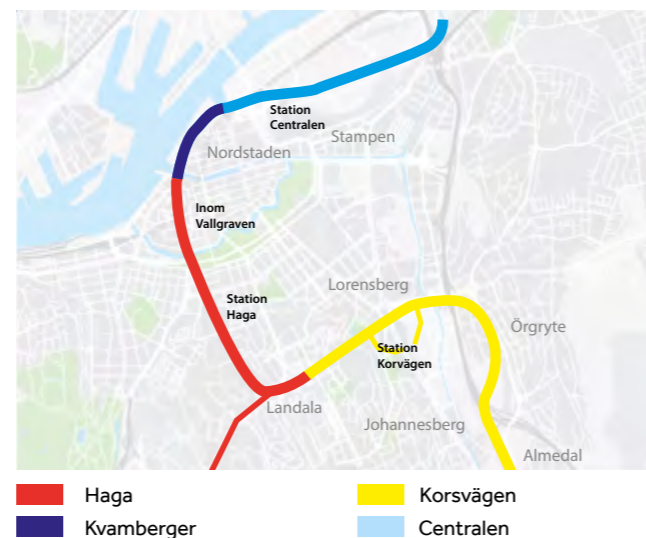 Station
Centralen
Stampen
Nordstaden
Inom
Vallgraven
Lorensberg
Station
Haga
Örgryte
Station
Korvägen
Landala
Johannesberg
Almedal
Haga
Korsvägen
Kvamberger
Centralen